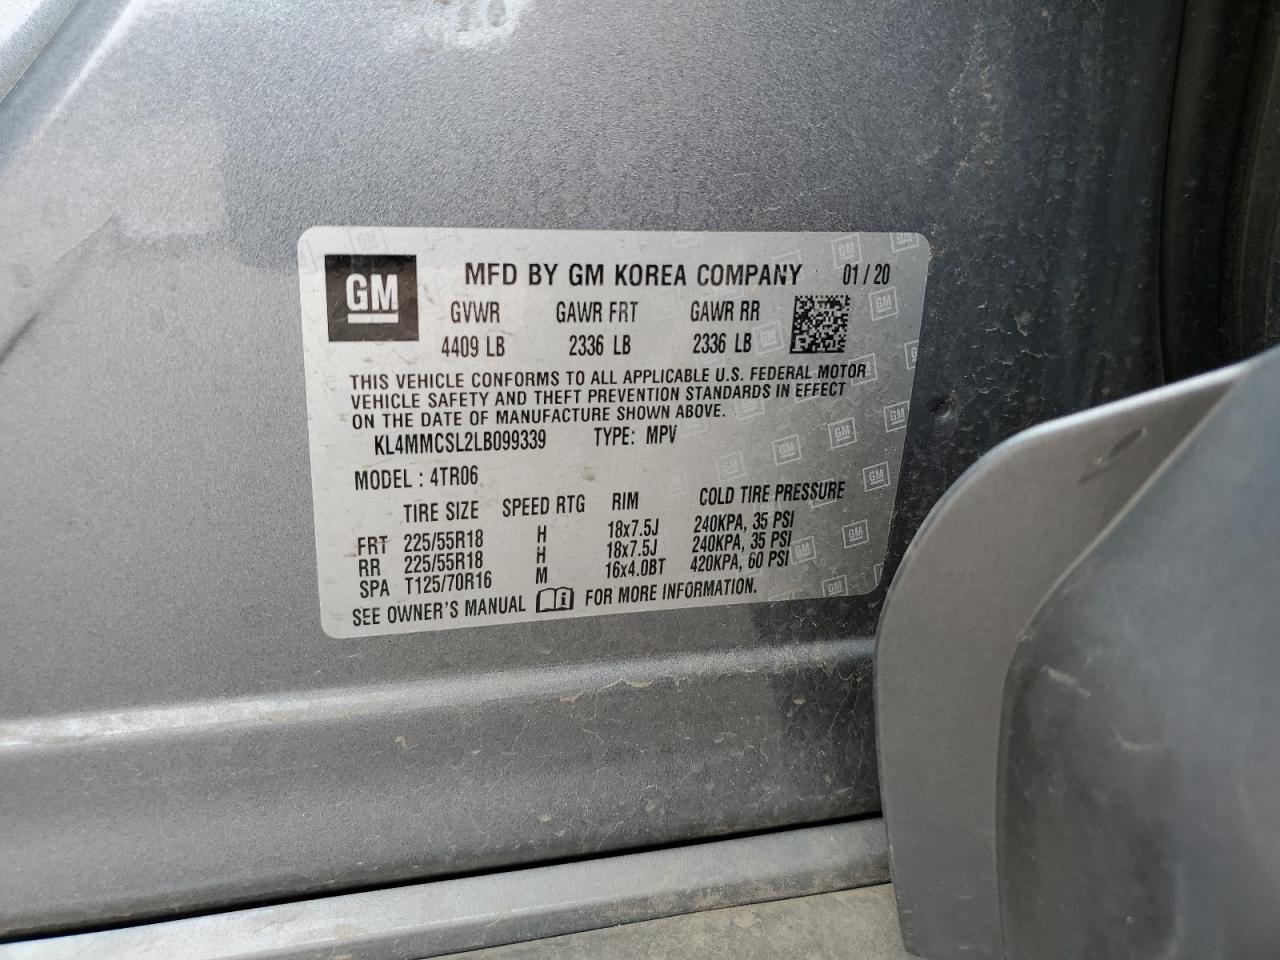 GM MFD BY GM KOREA COMPANY 01/20
GVWR GAWR FRT GAWR RR
4409 LB 2336 LB 2336 LB
THIS VEHICLE CONFORMS TO ALL APPLICABLE U.S. FEDERAL MOTOR
VEHICLE SAFETY AND THEFT PREVENTION STANDARDS IN EFFECT
ON THE DATE OF MANUFACTURE SHOWN ABOVE.
KL4MMCSL2LB099339 TYPE: MPV
MODEL : 4TR06
TIRE SIZE SPEED RTG RIM COLD TIRE PRESSURE
FRT 225/55R18 H 18x7.5J 240KPA, 35 PSI
RR 225/55R18 H 18x7.5J 240KPA, 35 PSI
SPA T125/70R16 M 16x4.0BT 420KPA, 60 PSI
SEE OWNER'S MANUAL FOR MORE INFORMATION.